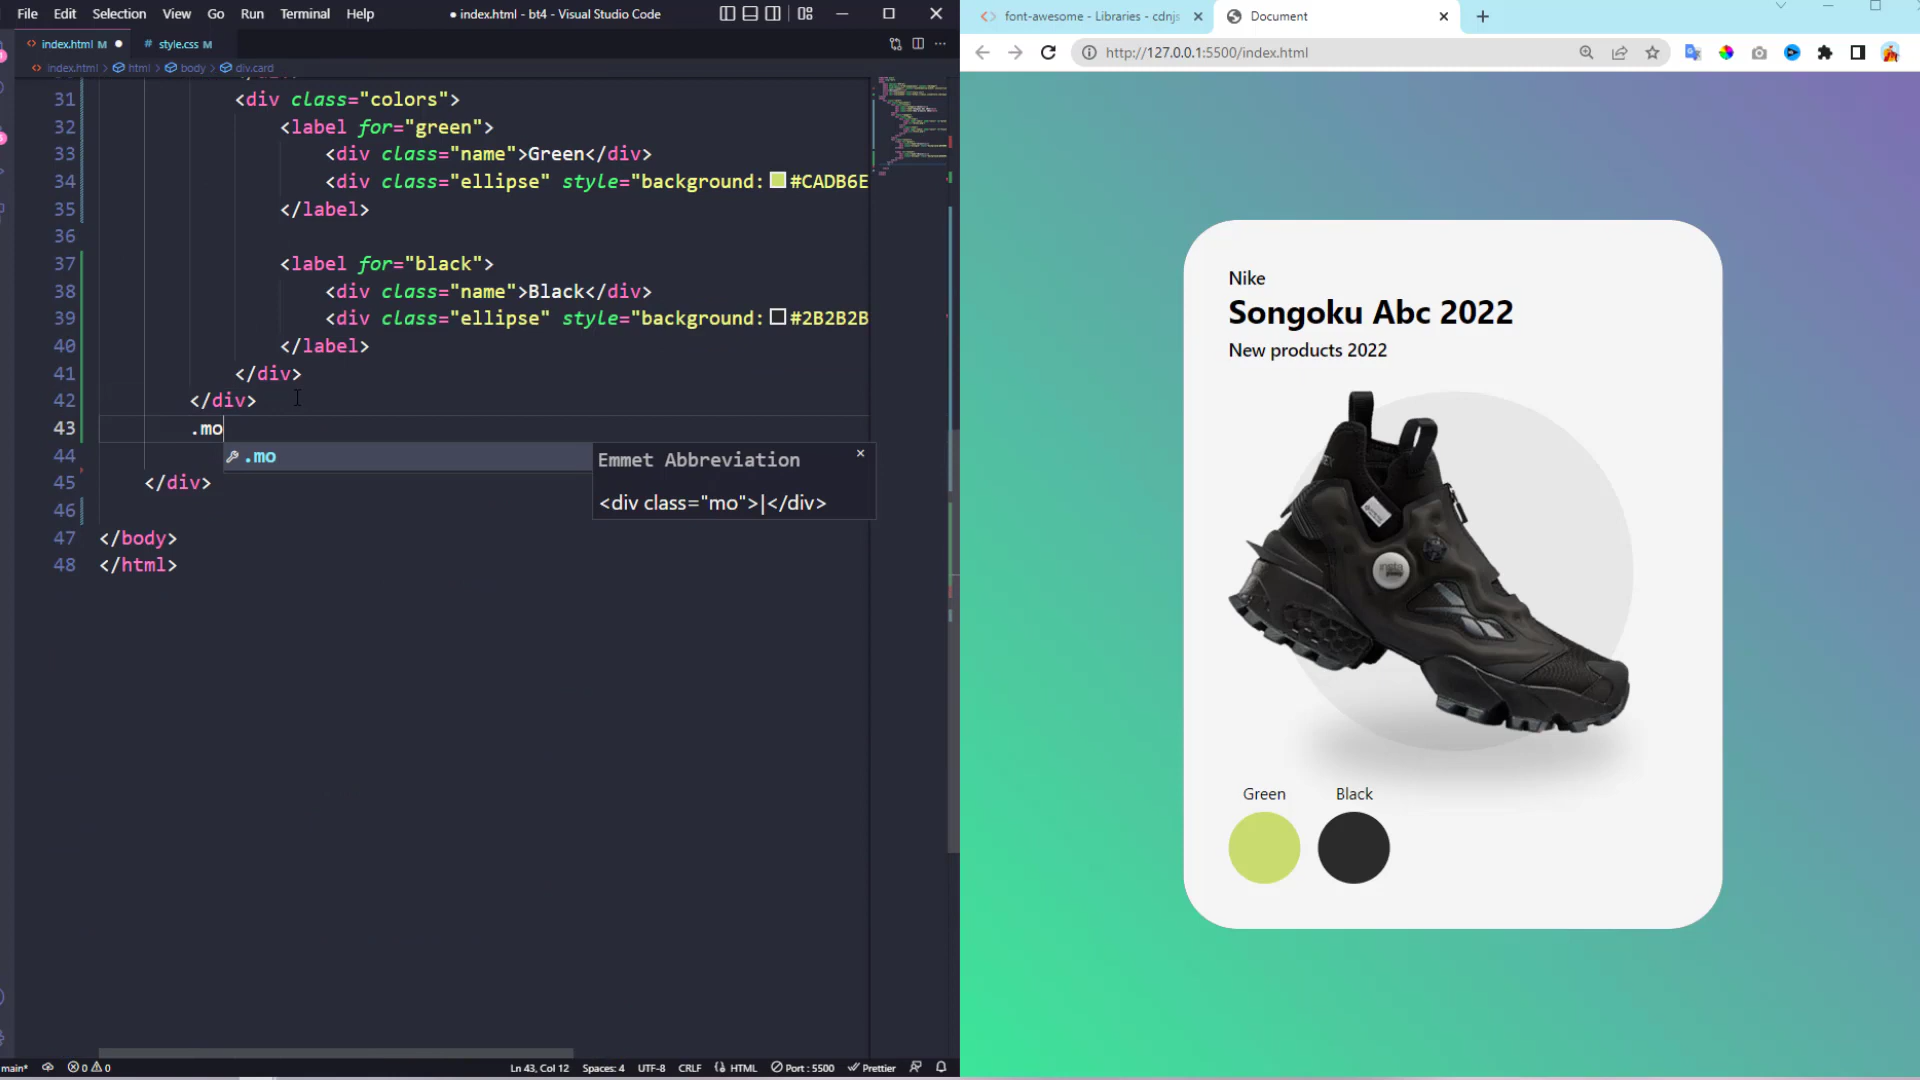 File Edit Selection View Go Run Terminal Help
● index.html - bt4 - Visual Studio Code
index.html M ●
style.css M
index.html > html > body > div.card
31 <div class="colors">
32 <label for="green">
33 <div class="name">Green</div>
34 <div class="ellipse" style="background: #CADB6E
35 </label>
36
37 <label for="black">
38 <div class="name">Black</div>
39 <div class="ellipse" style="background: #2B2B2B
40 </label>
41 </div>
42 </div>
43 .mo
44
45 </div>
46
47 </body>
48 </html>
.mo
Emmet Abbreviation
<div class="mo">|</div>
main*
0 0
Ln 43, Col 12 Spaces: 4 UTF-8 CRLF HTML Port : 5500 Prettier
font-awesome - Libraries - cdnjs
Document
http://127.0.0.1:5500/index.html
Nike
Songoku Abc 2022
New products 2022
Green
Black